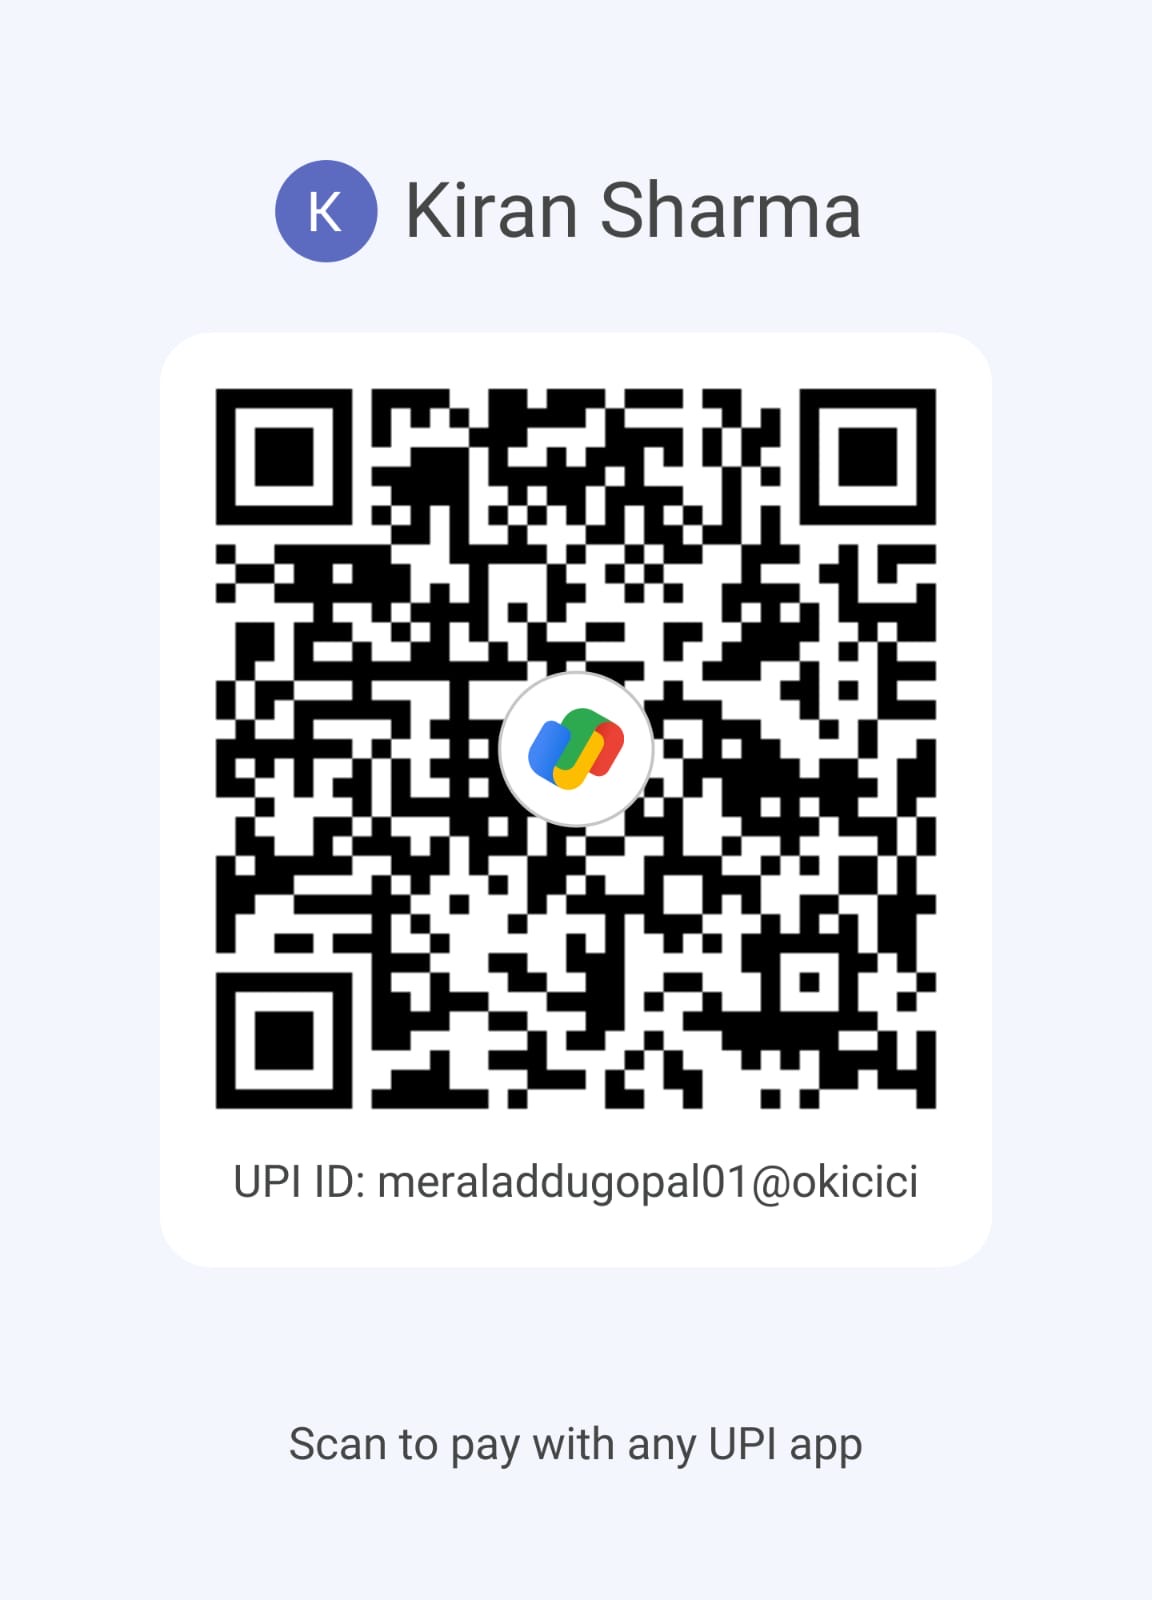 K Kiran Sharma
UPI ID: meraladdugopal01@okicici
Scan to pay with any UPI app